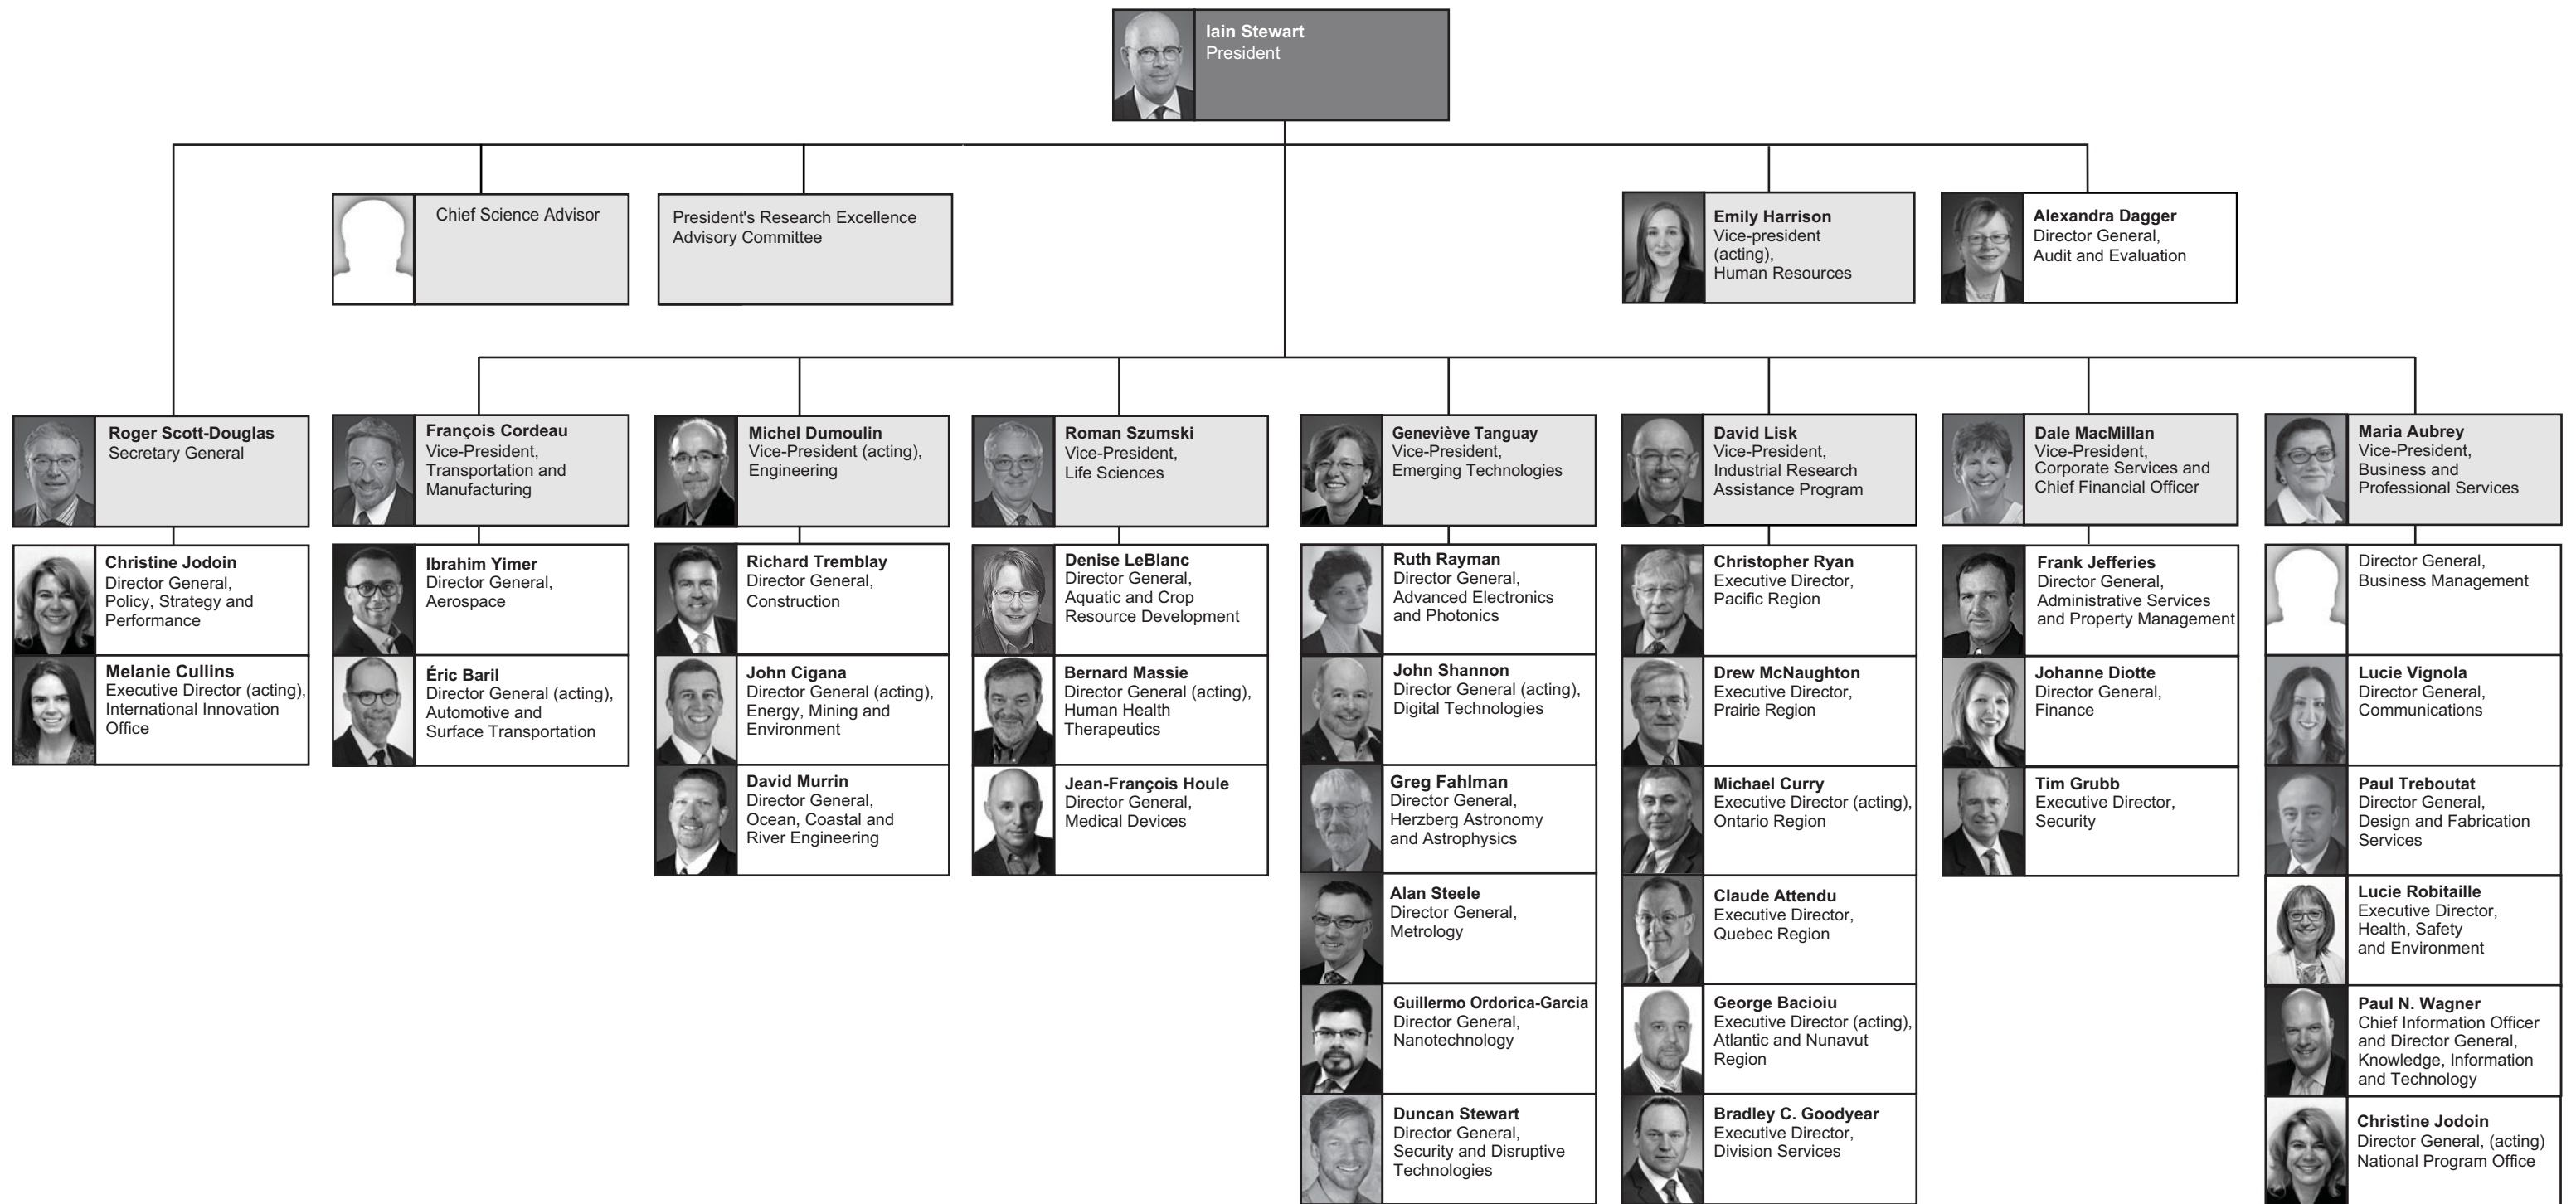 Iain Stewart
President
Chief Science Advisor
President's Research Excellence
Advisory Committee
Emily Harrison
Vice-president
(acting),
Human Resources
Alexandra Dagger
Director General,
Audit and Evaluation
Roger Scott-Douglas
Secretary General
Christine Jodoin
Director General,
Policy, Strategy and
Performance
Melanie Cullins
Executive Director (acting),
International Innovation
Office
François Cordeau
Vice-President,
Transportation and
Manufacturing
Ibrahim Yimer
Director General,
Aerospace
Éric Baril
Director General (acting),
Automotive and
Surface Transportation
Michel Dumoulin
Vice-President (acting),
Engineering
Richard Tremblay
Director General,
Construction
John Cigana
Director General (acting),
Energy, Mining and
Environment
David Murrin
Director General,
Ocean, Coastal and
River Engineering
Roman Szumski
Vice-President,
Life Sciences
Denise LeBlanc
Director General,
Aquatic and Crop
Resource Development
Bernard Massie
Director General (acting),
Human Health
Therapeutics
Jean-François Houle
Director General,
Medical Devices
Geneviève Tanguay
Vice-President,
Emerging Technologies
Ruth Rayman
Director General,
Advanced Electronics
and Photonics
John Shannon
Director General (acting),
Digital Technologies
Greg Fahlman
Director General,
Herzberg Astronomy
and Astrophysics
Alan Steele
Director General,
Metrology
Guillermo Ordorica-Garcia
Director General,
Nanotechnology
Duncan Stewart
Director General,
Security and Disruptive
Technologies
David Lisk
Vice-President,
Industrial Research
Assistance Program
Christopher Ryan
Executive Director,
Pacific Region
Drew McNaughton
Executive Director,
Prairie Region
Michael Curry
Executive Director (acting),
Ontario Region
Claude Attendu
Executive Director,
Quebec Region
George Bacioiu
Executive Director (acting),
Atlantic and Nunavut
Region
Bradley C. Goodyear
Executive Director,
Division Services
Dale MacMillan
Vice-President,
Corporate Services and
Chief Financial Officer
Frank Jefferies
Director General,
Administrative Services
and Property Management
Johanne Diotte
Director General,
Finance
Tim Grubb
Executive Director,
Security
Maria Aubrey
Vice-President,
Business and
Professional Services
Director General,
Business Management
Lucie Vignola
Director General,
Communications
Paul Treboutat
Director General,
Design and Fabrication
Services
Lucie Robitaille
Executive Director,
Health, Safety
and Environment
Paul N. Wagner
Chief Information Officer
and Director General,
Knowledge, Information
and Technology
Christine Jodoin
Director General, (acting)
National Program Office